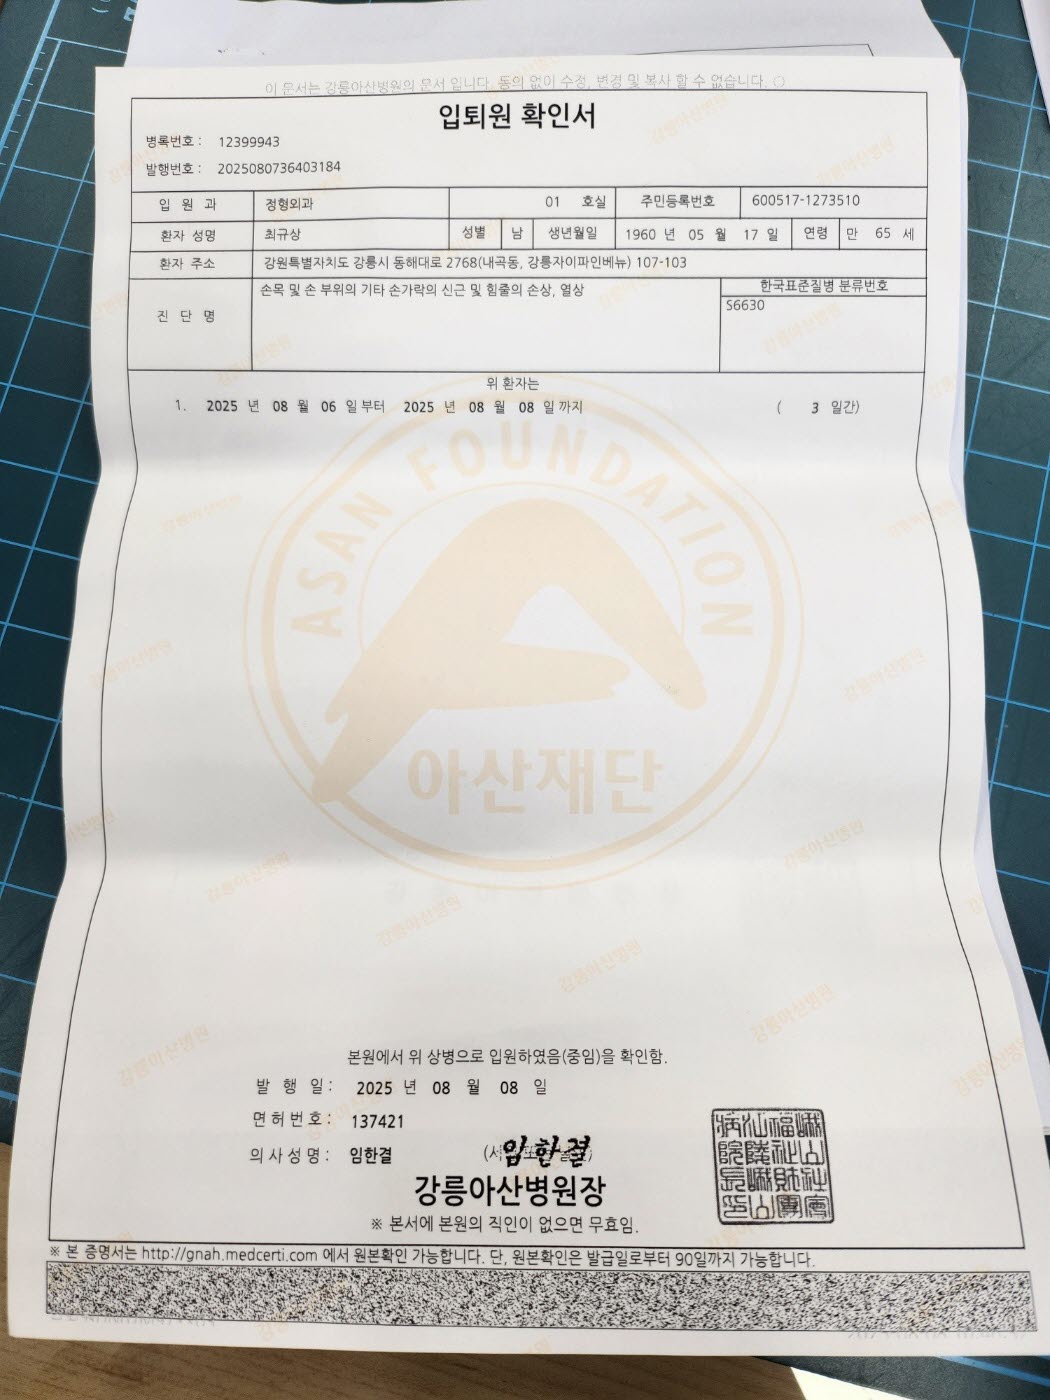 이 문서는 강릉아산병원의 문서 입니다. 동의 없이 수정, 변경 및 복사 할 수 없습니다.
입퇴원 확인서
병록번호 : 12399943
발행번호 : 2025080736403184
입 원 과 정형외과 01 호실 주민등록번호 600517-1273510
환자 성명 최규상 성별 남 생년월일 1960 년 05 월 17 일 연령 만 65 세
환자 주소 강원특별자치도 강릉시 동해대로 2768(내곡동, 강릉자이파인베뉴) 107-103
진 단 명 손목 및 손 부위의 기타 손가락의 신근 및 힘줄의 손상, 열상 한국표준질병 분류번호
S6630
위 환자는
1. 2025 년 08 월 06 일 부터 2025 년 08 월 08 일 까지 ( 3 일간)
ASAN FOUNDATION
아산재단
본원에서 위 상병으로 입원하였음(중임)을 확인함.
발 행 일 : 2025 년 08 월 08 일
면허번호 : 137421
의사성명 : 임한결 임한결
강릉아산병원장
※ 본서에 본원의 직인이 없으면 무효임.
※ 본 증명서는 http://gnah.medcerti.com 에서 원본확인 가능합니다. 단, 원본확인은 발급일로부터 90일까지 가능합니다.